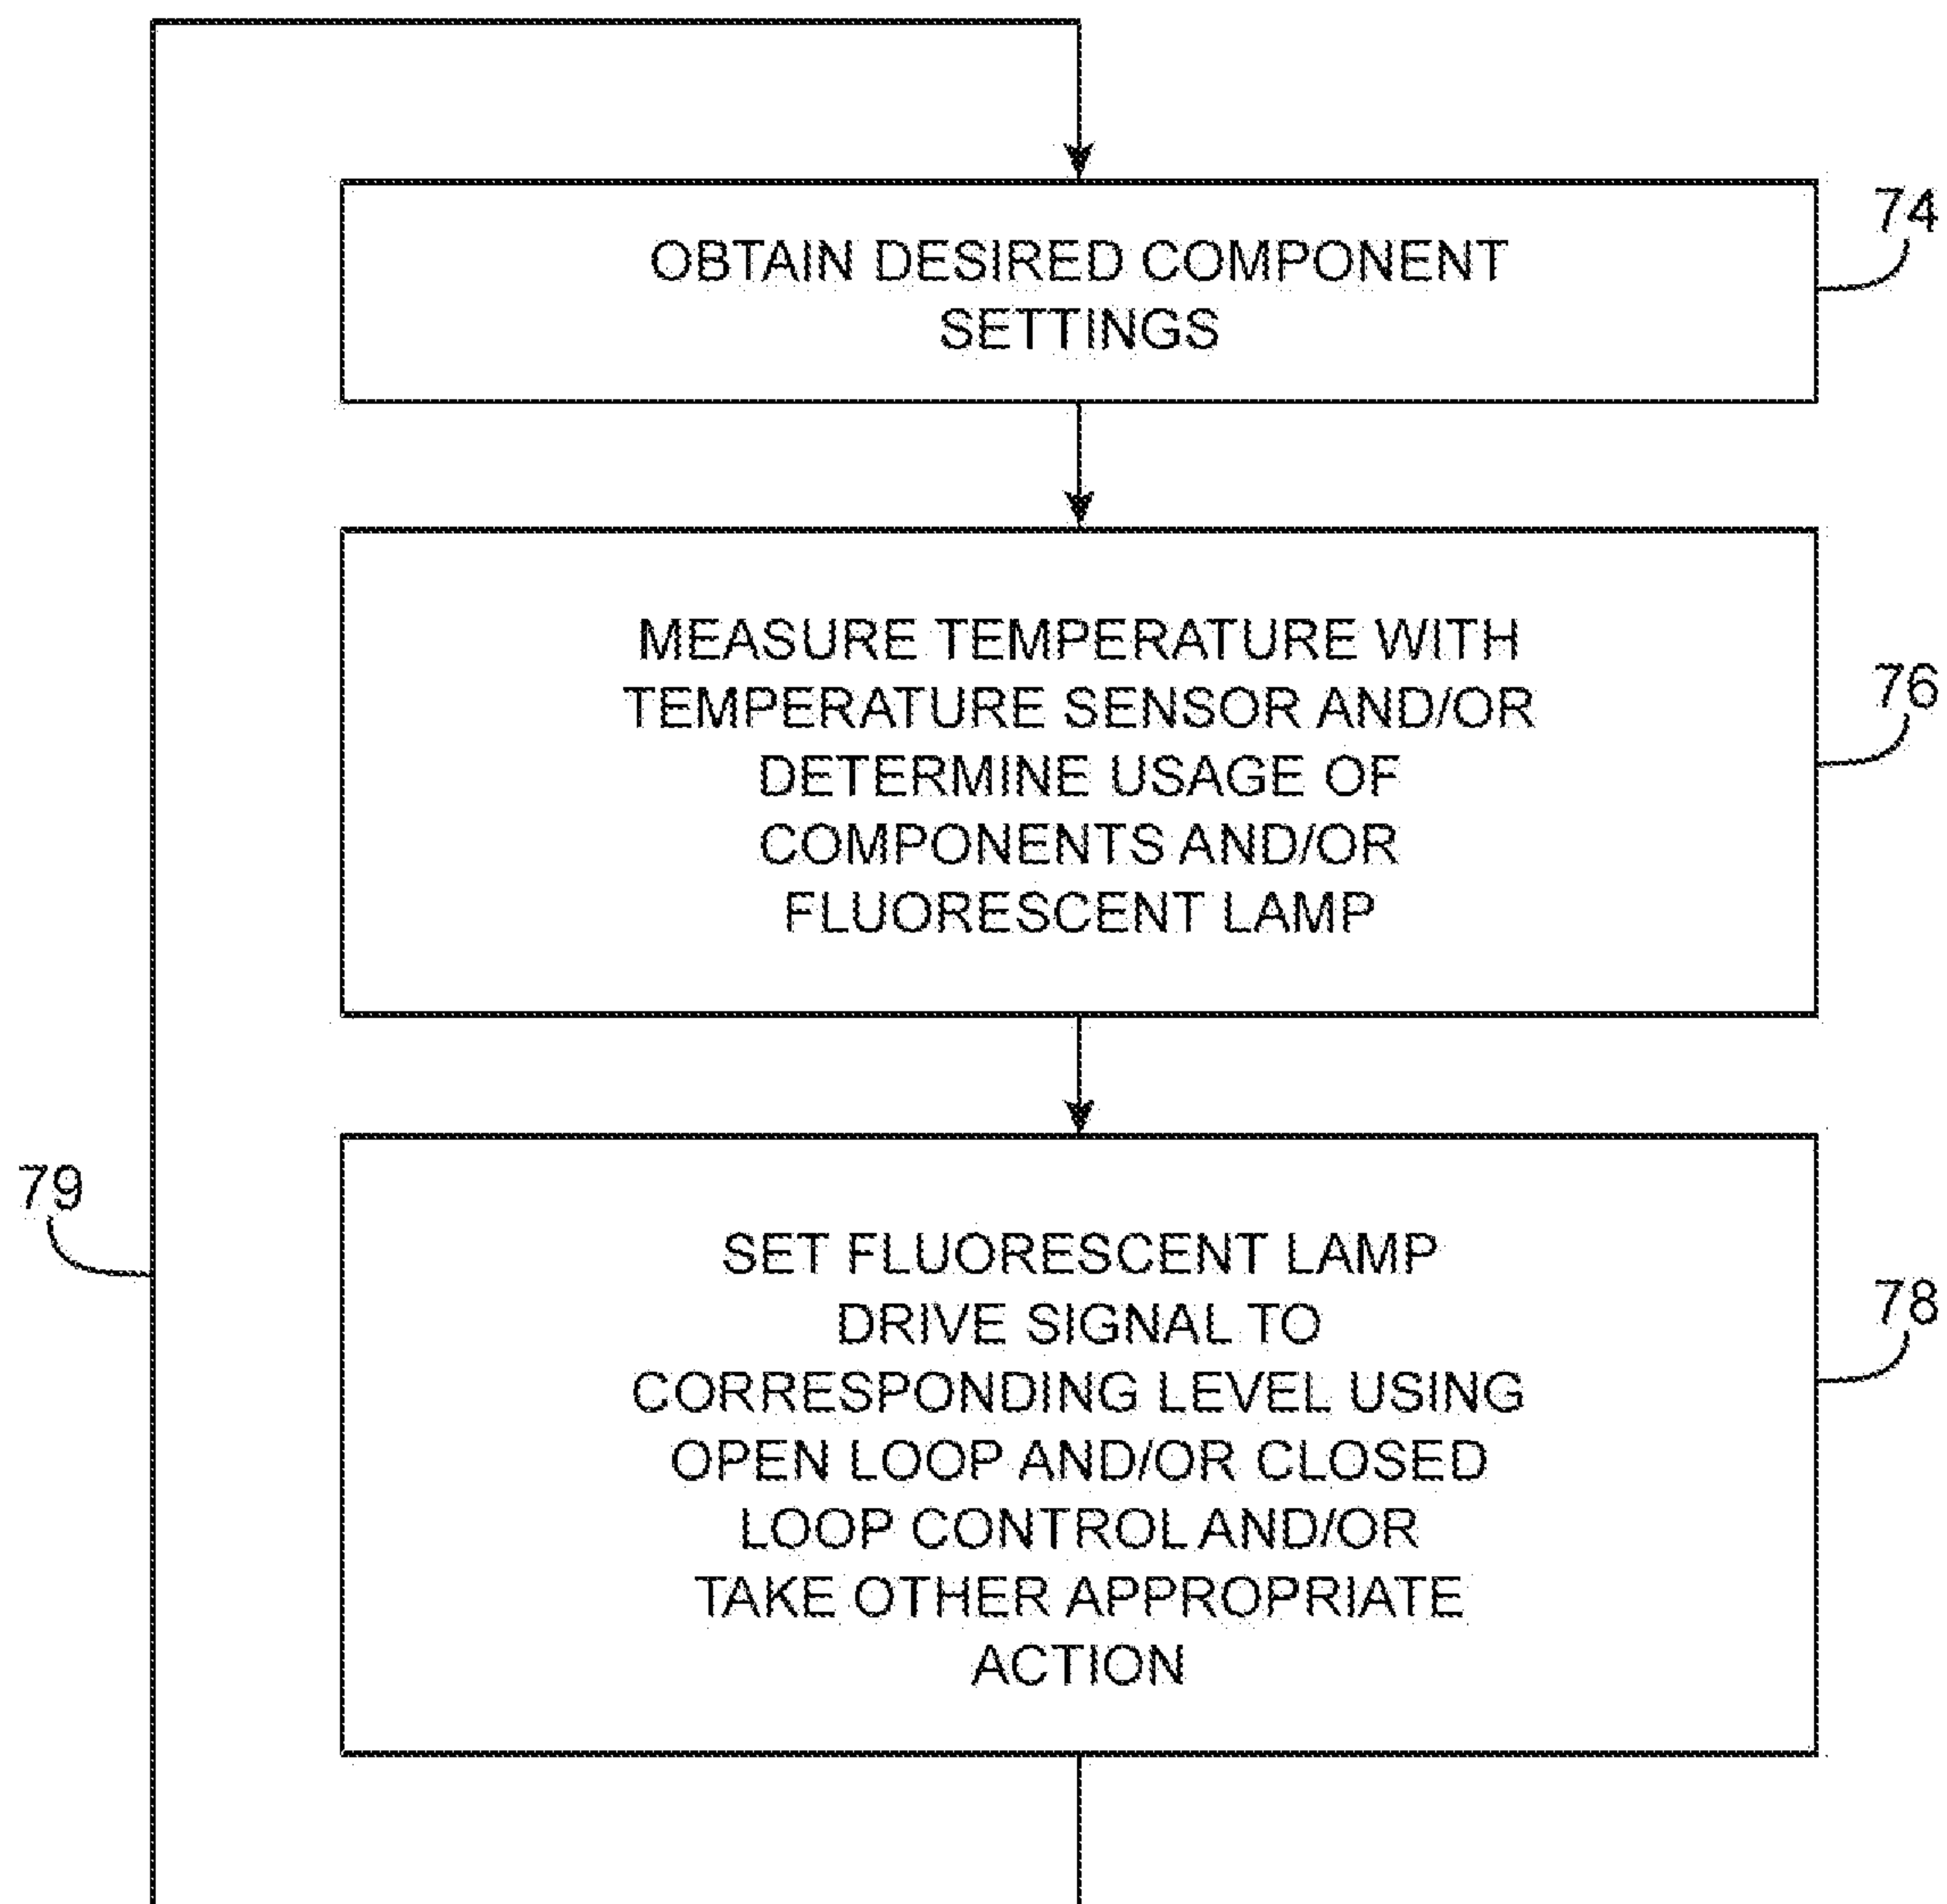 OBTAIN DESIRED COMPONENT
SETTINGS
74
MEASURE TEMPERATURE WITH
TEMPERATURE SENSOR AND/OR
DETERMINE USAGE OF
COMPONENTS AND/OR
FLUORESCENT LAMP
76
79
SET FLUORESCENT LAMP
DRIVE SIGNAL TO
CORRESPONDING LEVEL USING
OPEN LOOP AND/OR CLOSED
LOOP CONTROL AND/OR
TAKE OTHER APPROPRIATE
ACTION
78